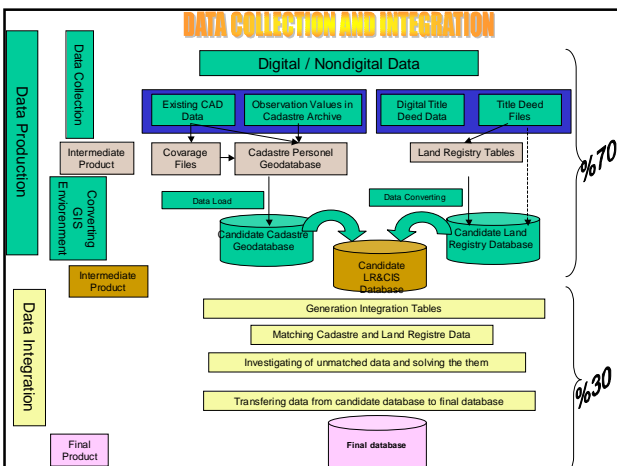 DATA COLLECTION AND INTEGRATION
Data Production
Data Collection
Digital / Nondigital Data
Existing CAD
Data
Observation Values in
Cadastre Archive
Digital Title
Deed Data
Title Deed
Files
Intermediate
Product
Covarage
Files
Cadastre Personel
Geodatabase
Land Registry Tables
%70
Converting
GIS
Enviorenment
Data Load
Data Converting
Candidate Cadastre
Geodatabase
Candidate Land
Registry Database
Intermediate
Product
Candidate
LR&CIS
Database
Data Integration
Generation Integration Tables
Matching Cadastre and Land Registre Data
Investigating of unmatched data and solving the them
Transfering data from candidate database to final database
%30
Final
Product
Final database